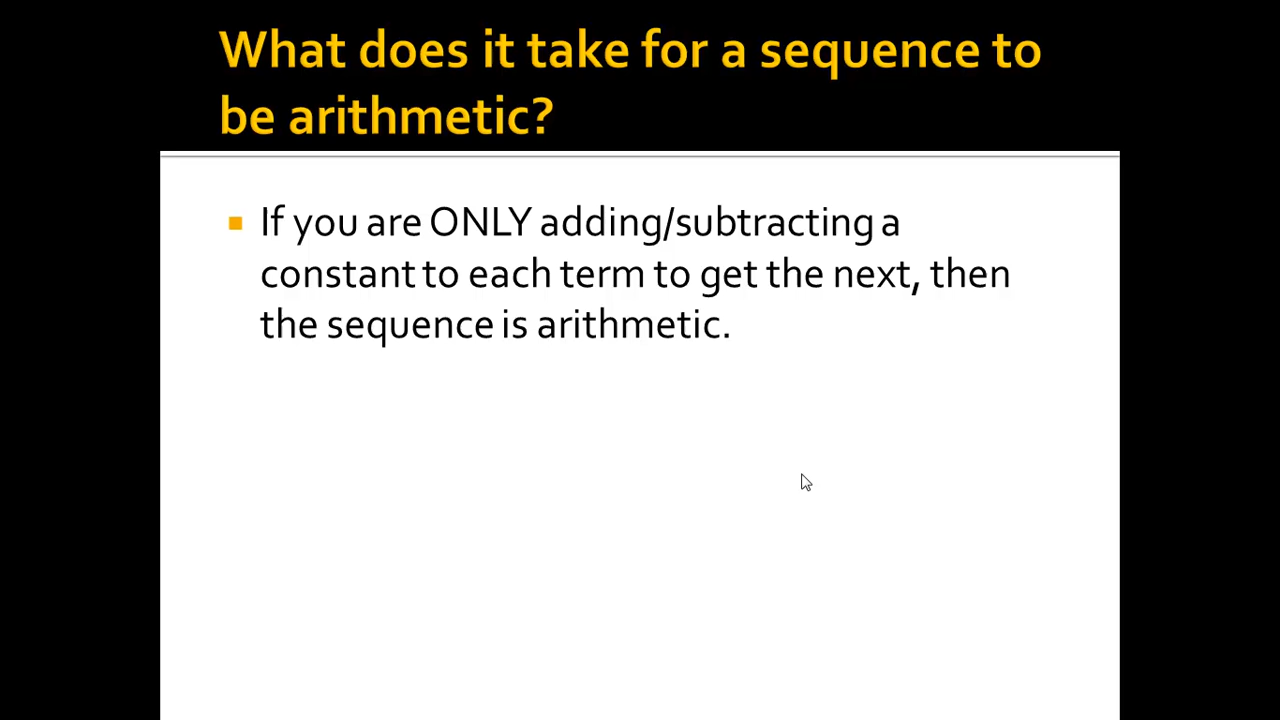 What does it take for a sequence to
be arithmetic?
If you are ONLY adding/subtracting a
constant to each term to get the next, then
the sequence is arithmetic.